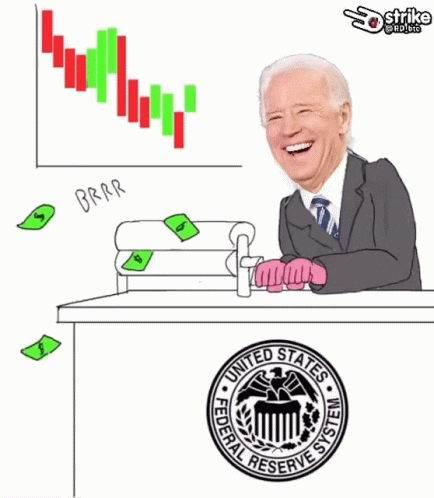 strike
@RD_btc
BRRR
UNITED STATES
FEDERAL RESERVE SYSTEM